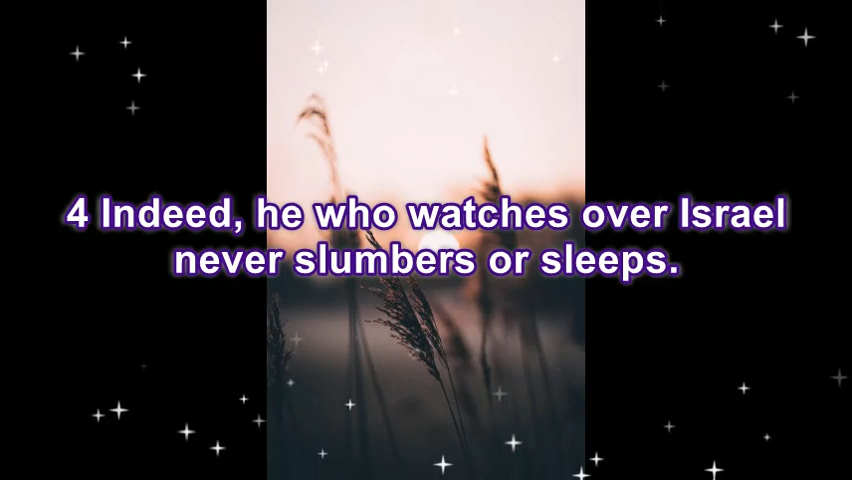 4 Indeed, he who watches over Israel
never slumbers or sleeps.